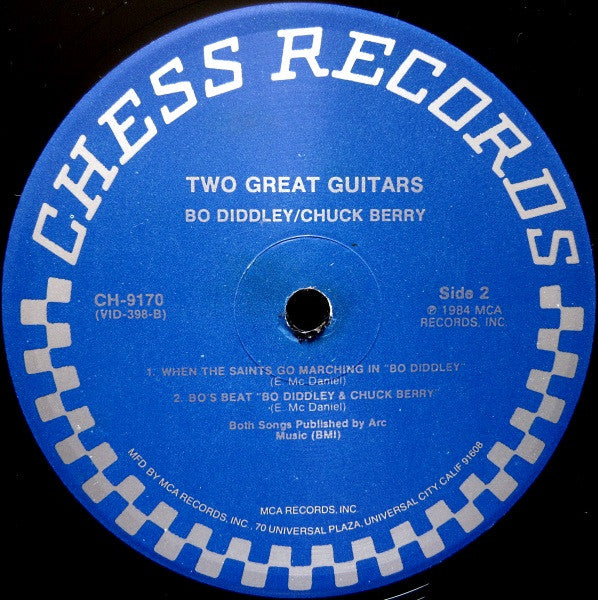 CHESS RECORDS
TWO GREAT GUITARS
BO DIDDLEY/CHUCK BERRY
CH-9170
(VID-398-B)
Side 2
℗ 1984 MCA
RECORDS, INC.
1. WHEN THE SAINTS GO MARCHING IN "BO DIDDLEY"
(E. Mc Daniel)
2. BO'S BEAT "BO DIDDLEY & CHUCK BERRY"
(E. Mc Daniel)
Both Songs Published by Arc
Music (BMI)
MCA RECORDS, INC
MFD BY MCA RECORDS, INC., 70 UNIVERSAL PLAZA, UNIVERSAL CITY, CALIF 91608